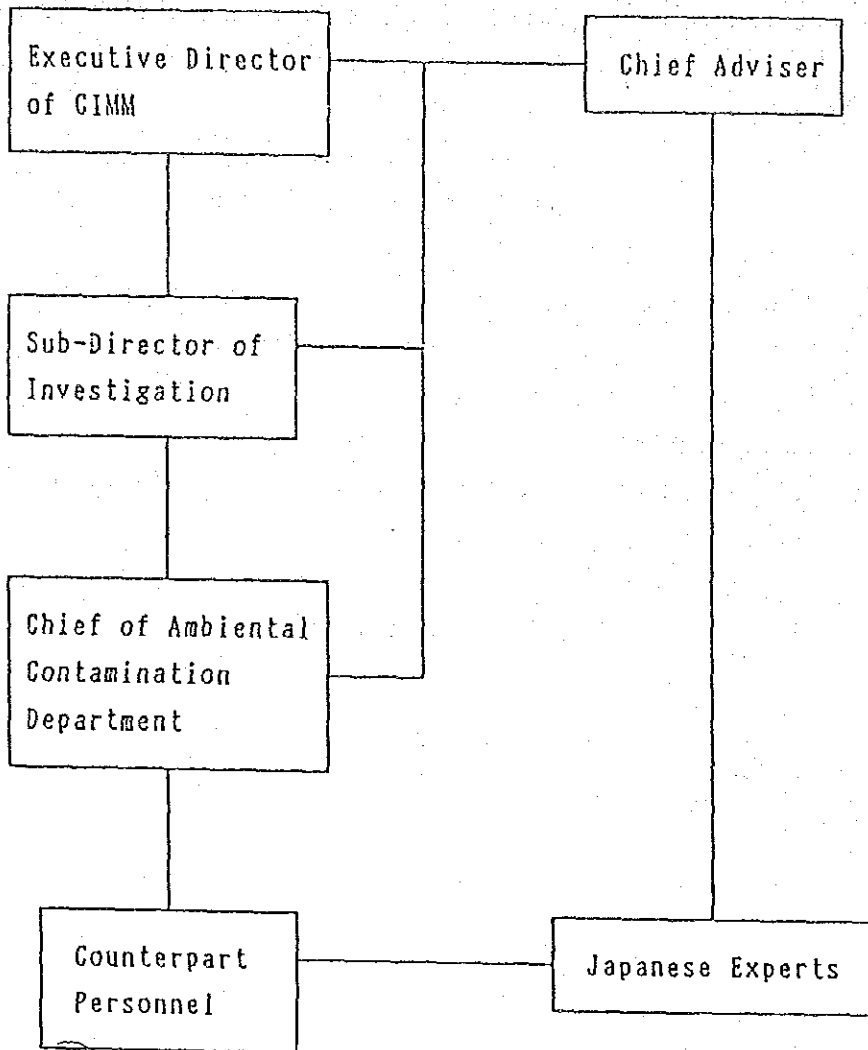 Executive Director
of CIMM
Chief Adviser
Sub-Director of
Investigation
Chief of Ambiental
Contamination
Department
Counterpart
Personnel
Japanese Experts